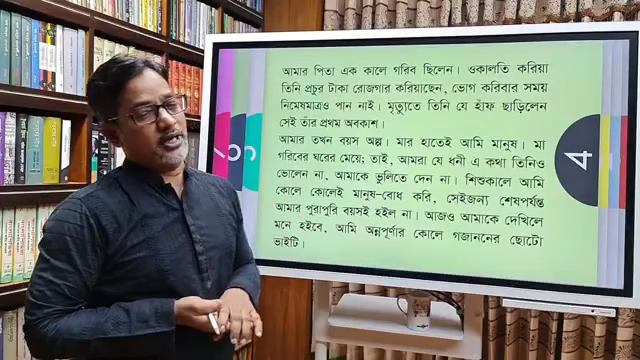 আমার পিতা এক কালে গরিব ছিলেন। ওকালতি করিয়া
তিনি প্রচুর টাকা রোজগার করিয়াছেন, ভোগ করিবার সময়
নিমেষমাত্রও পান নাই। মৃত্যুতে তিনি যে হাঁফ ছাড়িলেন
সেই তাঁর প্রথম অবকাশ।
আমার তখন বয়স অল্প। মার হাতেই আমি মানুষ। মা
গরিবের ঘরের মেয়ে; তাই, আমরা যে ধনী এ কথা তিনিও
ভোলেন না, আমাকে ভুলিতে দেন না। শিশুকালে আমি
কোলে কোলেই মানুষ-বোধ করি, সেইজন্য শেষপর্যন্ত
আমার পুরাপুরি বয়সই হইল না। আজও আমাকে দেখিলে
মনে হইবে, আমি অন্নপূর্ণার কোলে গজাননের ছোটো
ভাইটি।
4